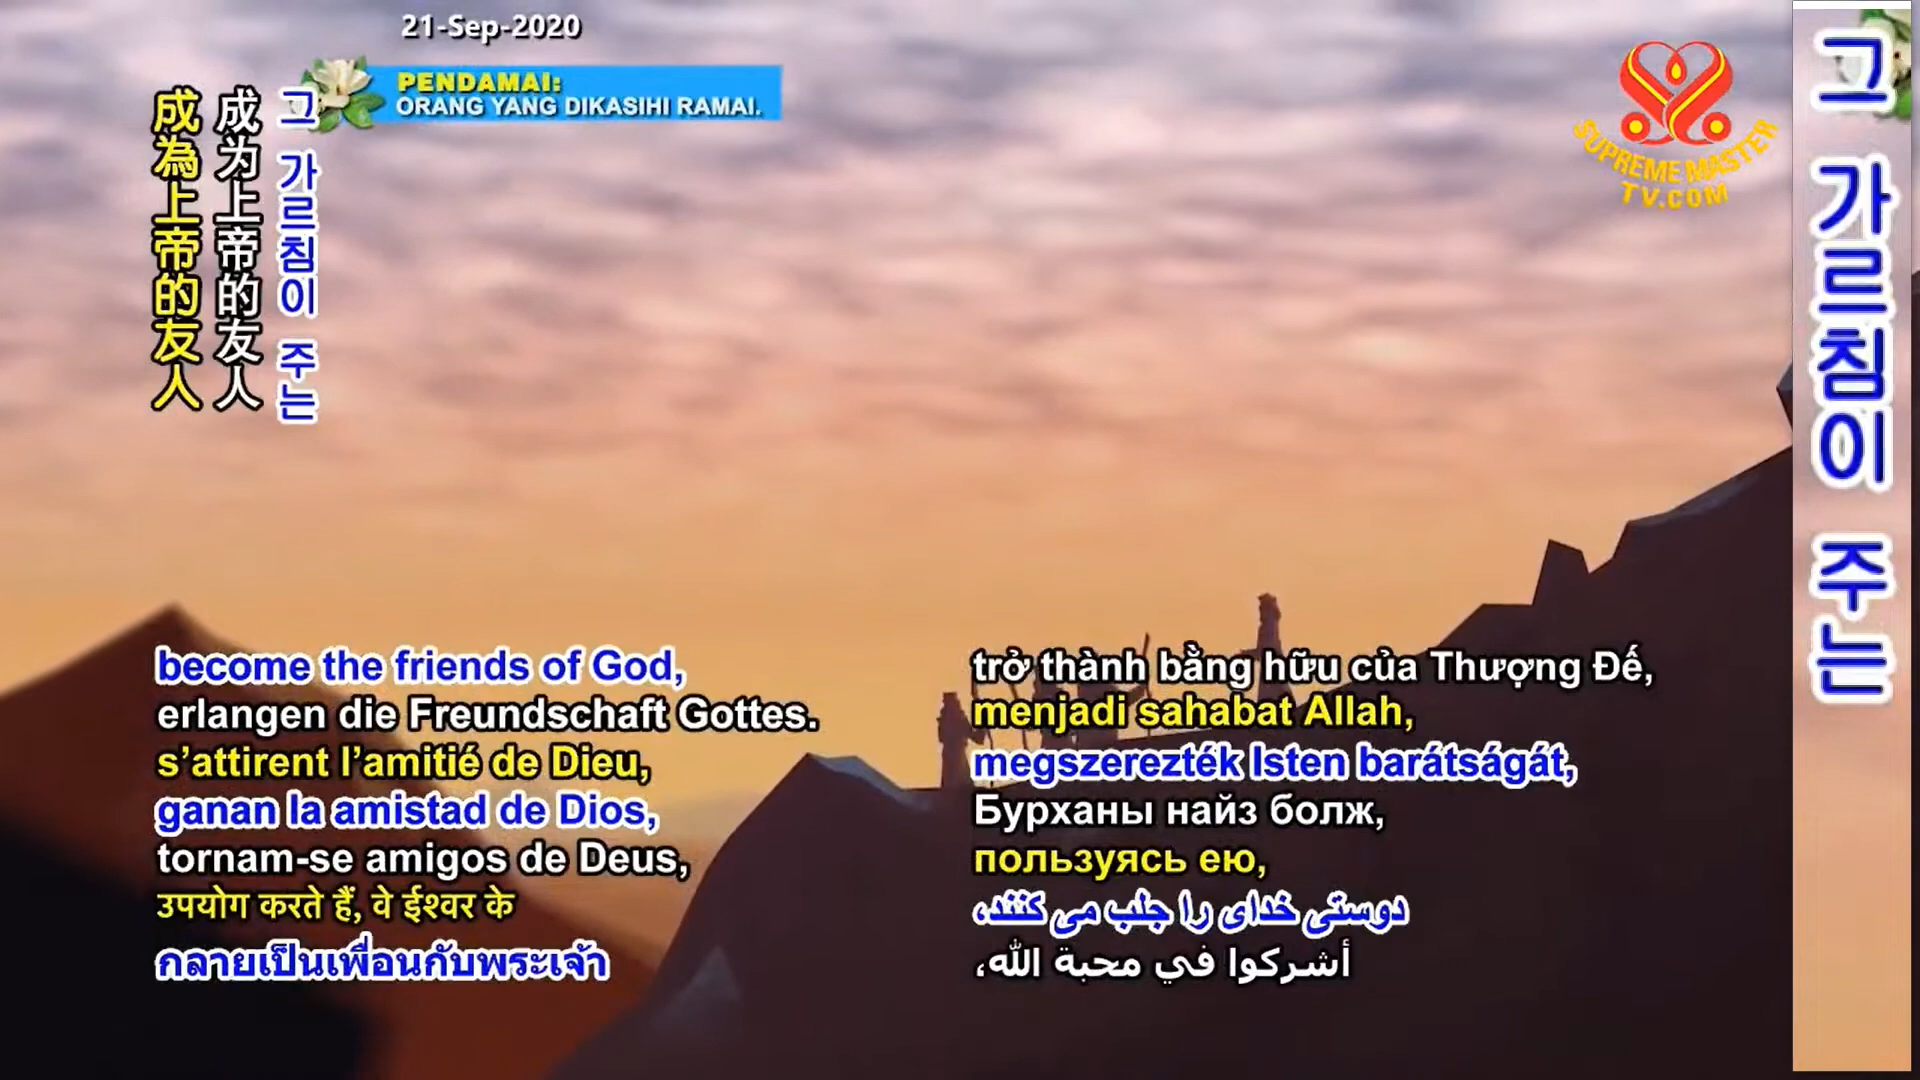 21-Sep-2020
PENDAMAI:
ORANG YANG DIKASIHI RAMAI.
SUPREME MASTER
TV.COM
成為上帝的友人
成为上帝的友人
그 가르침이 주는
그 가르침이 주는
become the friends of God,
erlangen die Freundschaft Gottes.
s’attirent l’amitié de Dieu,
ganan la amistad de Dios,
tornam-se amigos de Deus,
उपयोग करते हैं, वे ईश्वर के
กลายเป็นเพื่อนกับพระเจ้า
trở thành bằng hữu của Thượng Đế,
menjadi sahabat Allah,
megszerezték Isten barátságát,
Бурханы найз болж,
пользуясь ею,
دوستی خدای را جلب می کنند،
أشركوا في محبة الله،